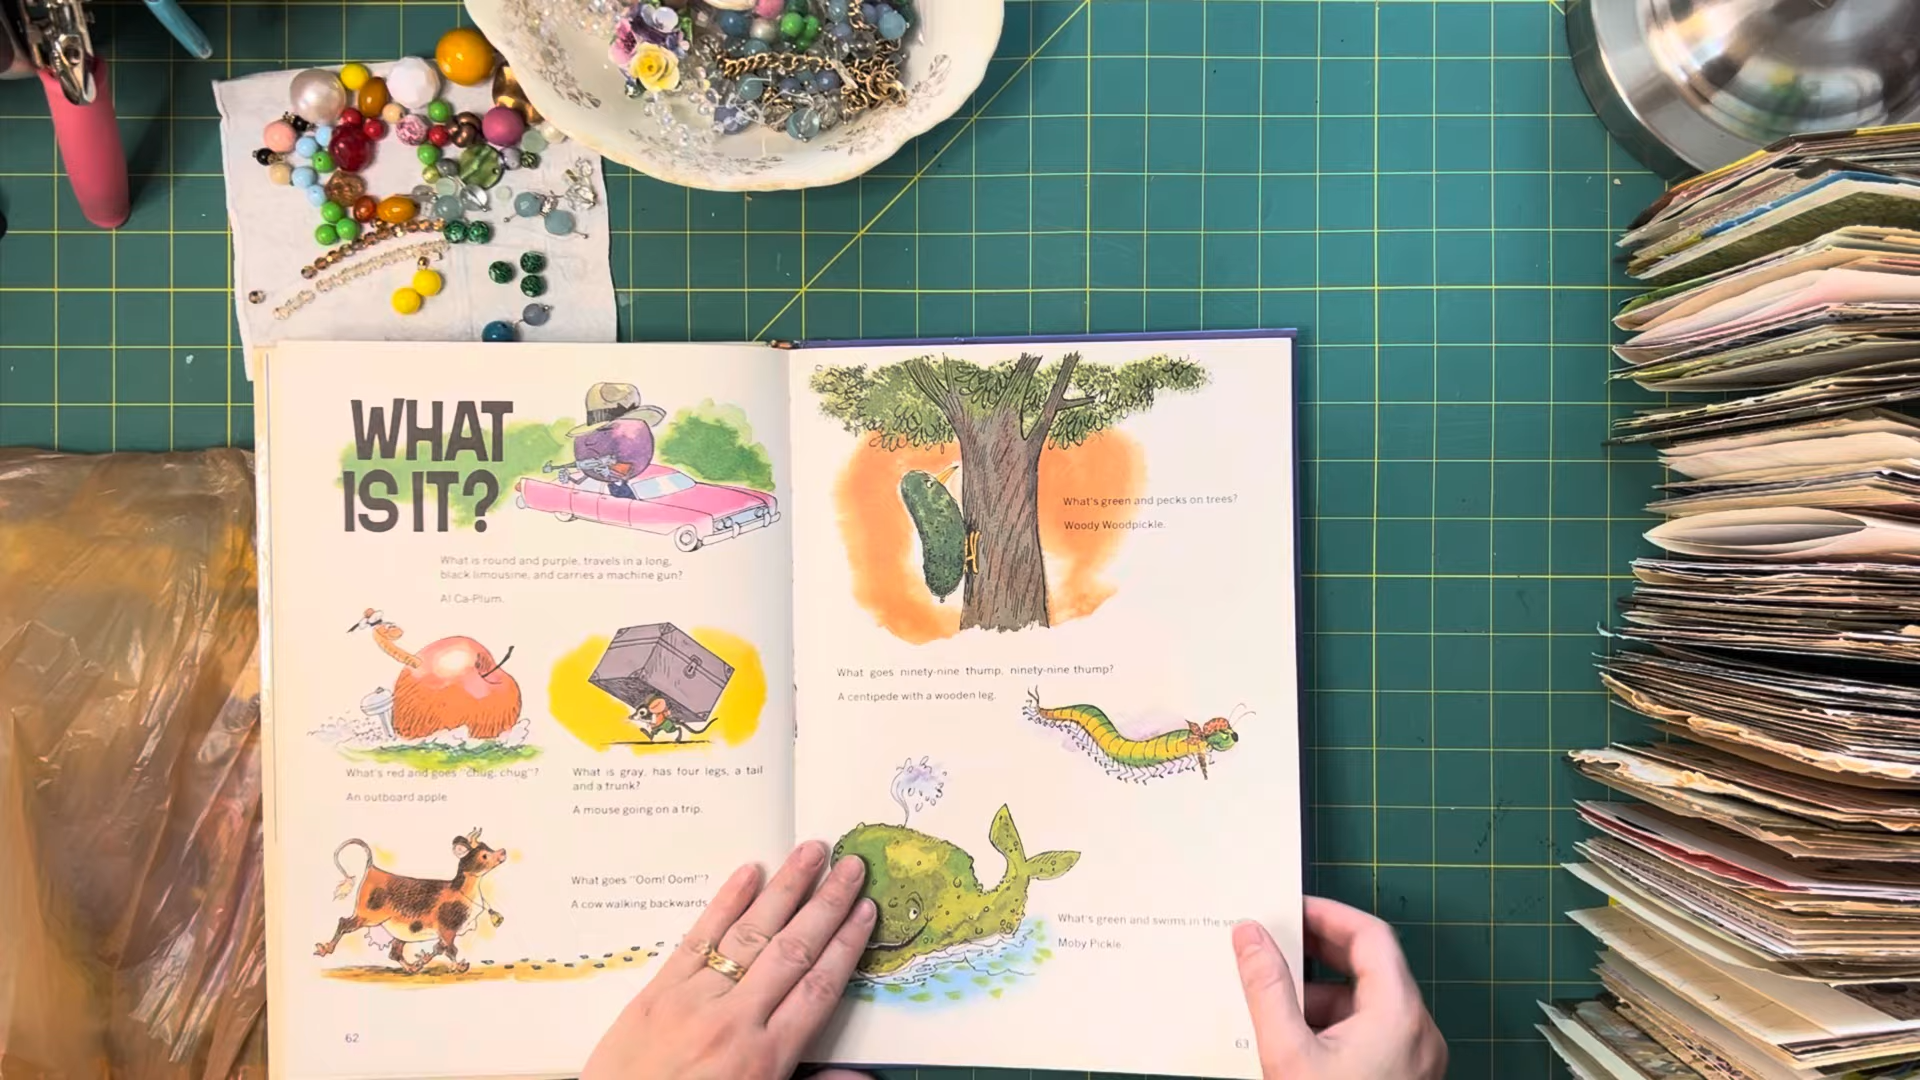 WHAT
IS IT?
What is round and purple, travels in a long,
black limousine, and carries a machine gun?
Al Ca-Plum.
What's red and goes "chug, chug"?
An outboard apple.
What is gray, has four legs, a tail
and a trunk?
A mouse going on a trip.
What goes "Oom! Oom!"?
A cow walking backwards
62
What's green and pecks on trees?
Woody Woodpickle.
What goes ninety-nine thump, ninety-nine thump?
A centipede with a wooden leg.
What's green and swims in the
Moby Pickle.
63